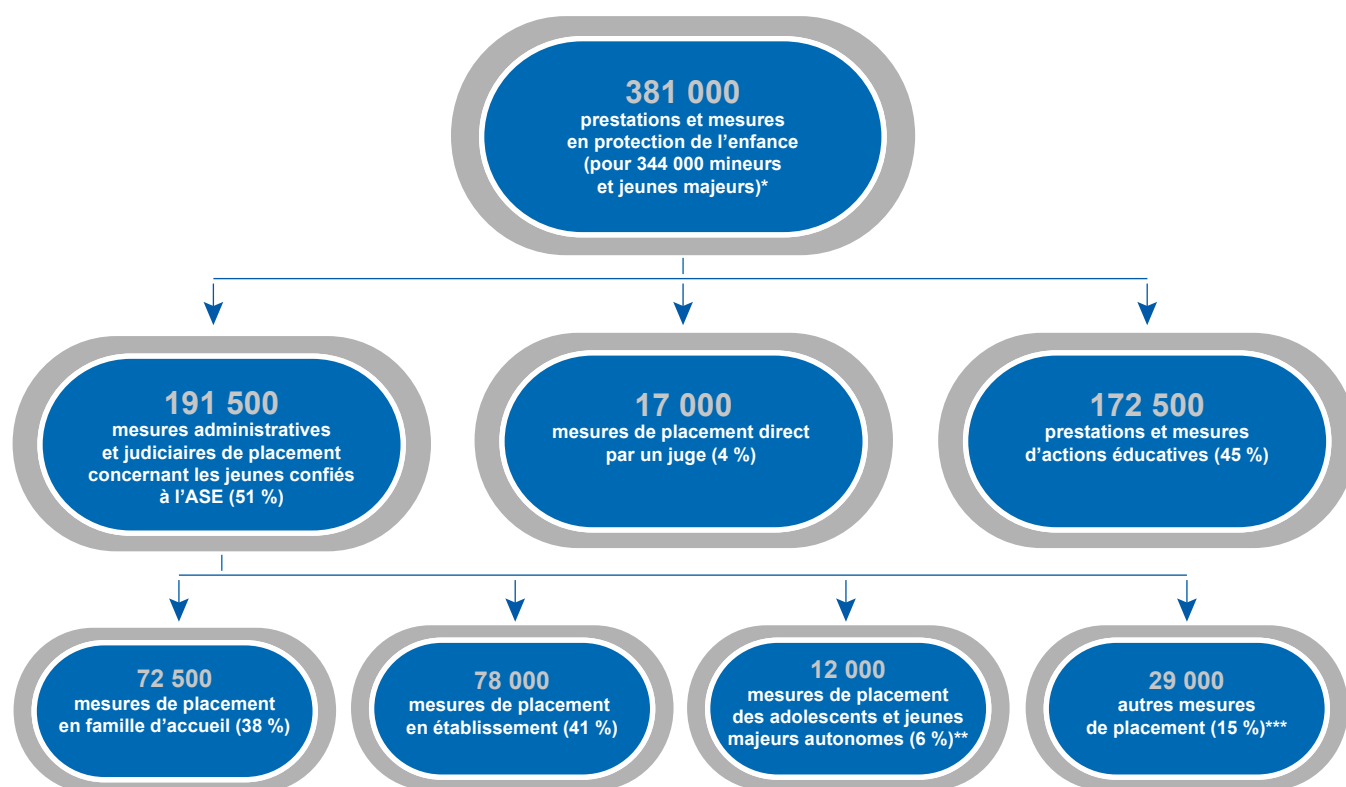 381 000
prestations et mesures
en protection de l’enfance
(pour 344 000 mineurs
et jeunes majeurs)*
191 500
mesures administratives
et judiciaires de placement
concernant les jeunes confiés
à l’ASE (51 %)
17 000
mesures de placement direct
par un juge (4 %)
172 500
prestations et mesures
d’actions éducatives (45 %)
72 500
mesures de placement
en famille d’accueil (38 %)
78 000
mesures de placement
en établissement (41 %)
12 000
mesures de placement
des adolescents et jeunes
majeurs autonomes (6 %)**
29 000
autres mesures
de placement (15 %)***